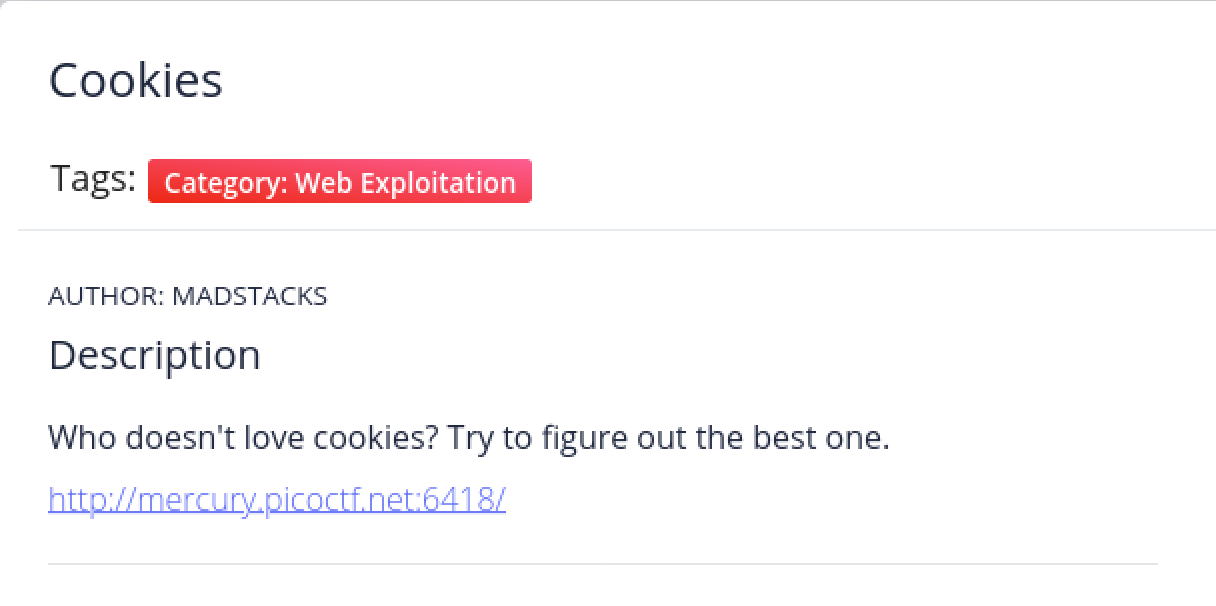 Cookies
Tags: Category: Web Exploitation
AUTHOR: MADSTACKS
Description
Who doesn't love cookies? Try to figure out the best one.
http://mercury.picoctf.net:6418/